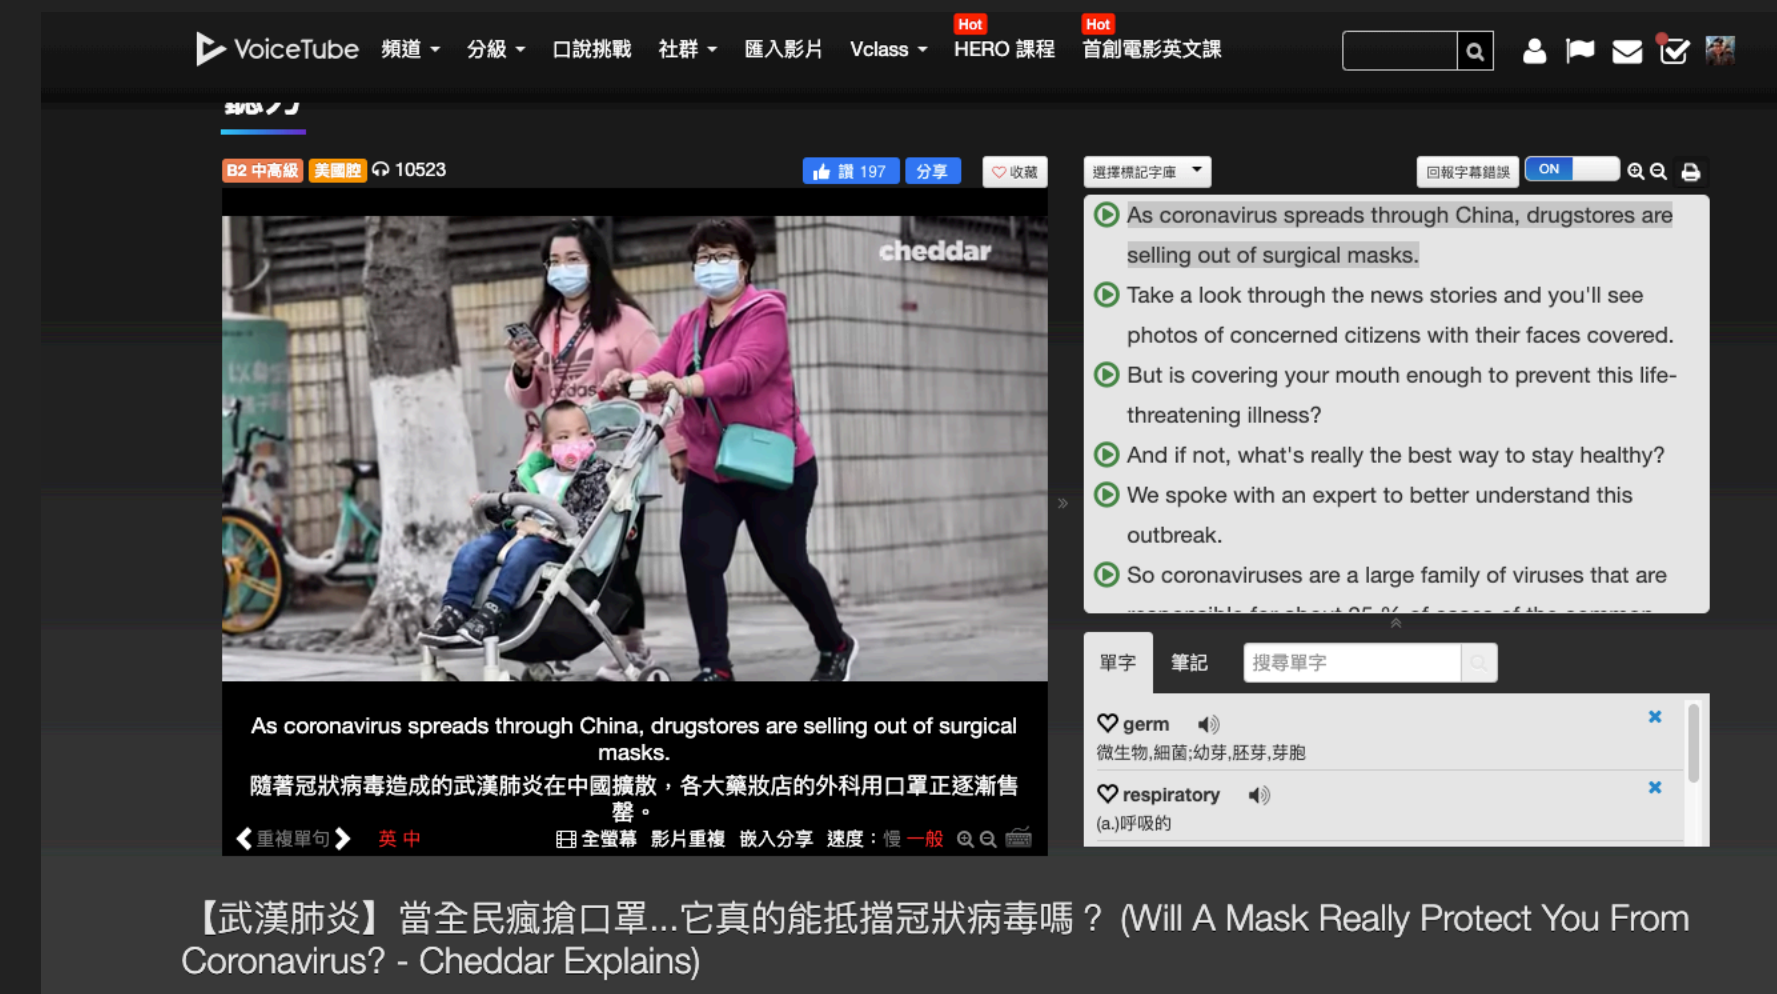 Hot
Hot
VoiceTube 頻道 分級 口說挑戰 社群 匯入影片 Vclass HERO 課程 首創電影英文課
聽力
B2 中高級 美國腔 10523
讚 197 分享 收藏
選擇標記字庫 回報字幕錯誤 ON
cheddar
adidas
As coronavirus spreads through China, drugstores are selling out of surgical
masks.
隨著冠狀病毒造成的武漢肺炎在中國擴散，各大藥妝店的外科用口罩正逐漸售
罄。
重複單句 英 中 全螢幕 影片重複 嵌入分享 速度：慢 一般
As coronavirus spreads through China, drugstores are
selling out of surgical masks.
Take a look through the news stories and you'll see
photos of concerned citizens with their faces covered.
But is covering your mouth enough to prevent this life-
threatening illness?
And if not, what's really the best way to stay healthy?
We spoke with an expert to better understand this
outbreak.
So coronaviruses are a large family of viruses that are
responsible for about 25 % of cases of the common
單字 筆記 搜尋單字
germ
微生物,細菌;幼芽,胚芽,芽胞
respiratory
(a.)呼吸的
【武漢肺炎】當全民瘋搶口罩...它真的能抵擋冠狀病毒嗎？ (Will A Mask Really Protect You From
Coronavirus? - Cheddar Explains)